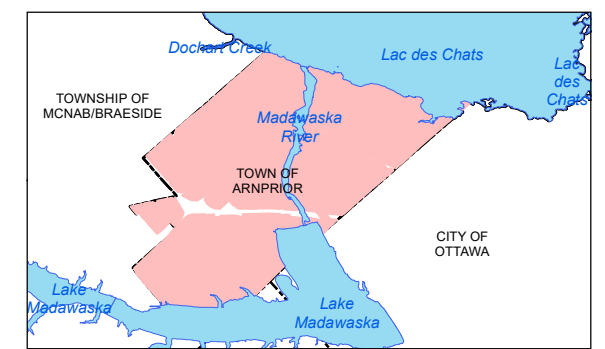 Dochart Creek
Lac des Chats
Lac
des
Chats
TOWNSHIP OF
MCNAB/BRAESIDE
Madawaska
River
TOWN OF
ARNPRIOR
CITY OF
OTTAWA
Lake
Madawaska
Lake
Madawaska